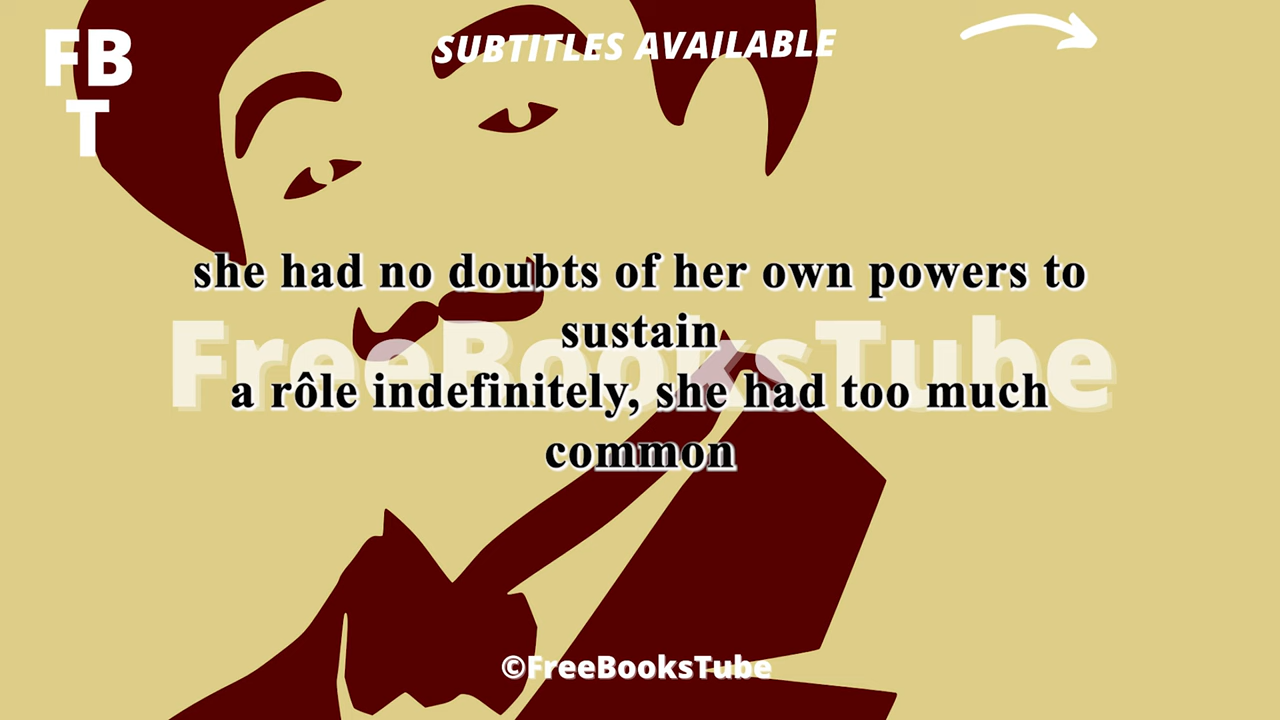 FB
T
SUBTITLES AVAILABLE
she had no doubts of her own powers to
sustain
FreeBooksTube
a rôle indefinitely, she had too much
common
©FreeBooksTube